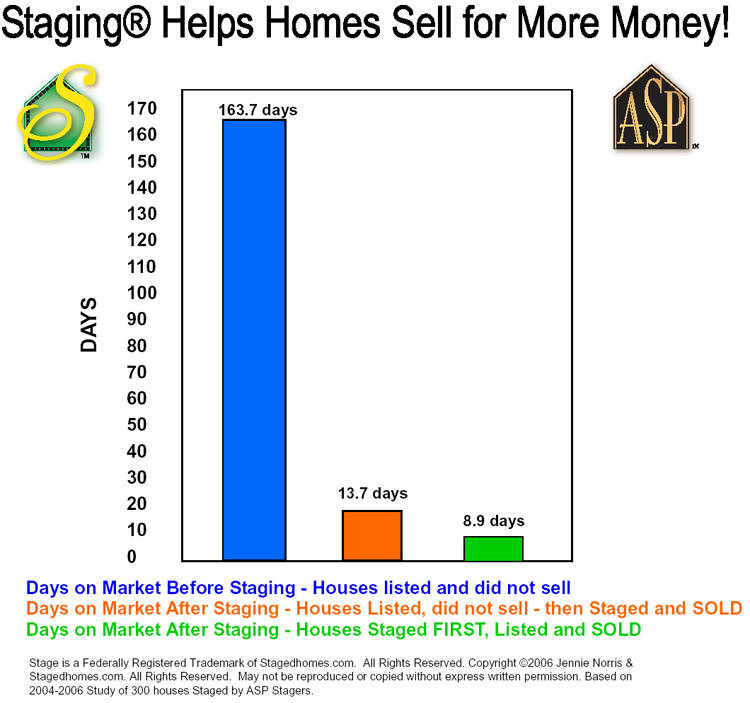 Staging® Helps Homes Sell for More Money!
S
TM
ASP
163.7 days
170
160
150
140
130
120
110
100
90
80
70
60
50
40
30
20
10
0
DAYS
13.7 days
8.9 days
Days on Market Before Staging - Houses listed and did not sell
Days on Market After Staging - Houses Listed, did not sell - then Staged and SOLD
Days on Market After Staging - Houses Staged FIRST, Listed and SOLD
Stage is a Federally Registered Trademark of Stagedhomes.com. All Rights Reserved. Copyright ©2006 Jennie Norris &
Stagedhomes.com. All Rights Reserved. May not be reproduced or copied without express written permission. Based on
2004-2006 Study of 300 houses Staged by ASP Stagers.